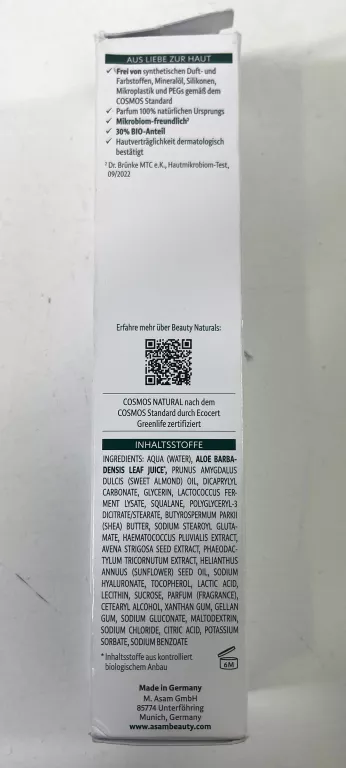 AUS LIEBE ZUR HAUT
✓ ¹Frei von synthetischen Duft- und
Farbstoffen, Mineralöl, Silikonen,
Mikroplastik und PEGs gemäß dem
COSMOS Standard
✓ Parfum 100% natürlichen Ursprungs
✓ Mikrobiom-freundlich²
✓ 30% BIO-Anteil
✓ Hautverträglichkeit dermatologisch
bestätigt
² Dr. Brünke MTC e.K., Hautmikrobiom-Test,
09/2022
Erfahre mehr über Beauty Naturals:
COSMOS NATURAL nach dem
COSMOS Standard durch Ecocert
Greenlife zertifiziert
INHALTSSTOFFE
INGREDIENTS: AQUA (WATER), ALOE BARBA-
DENSIS LEAF JUICE*, PRUNUS AMYGDALUS
DULCIS (SWEET ALMOND) OIL, DICAPRYLYL
CARBONATE, GLYCERIN, LACTOCOCCUS FER-
MENT LYSATE, SQUALANE, POLYGLYCERYL-3
DICITRATE/STEARATE, BUTYROSPERMUM PARKII
(SHEA) BUTTER, SODIUM STEAROYL GLUTA-
MATE, HAEMATOCOCCUS PLUVIALIS EXTRACT,
AVENA STRIGOSA SEED EXTRACT, PHAEODAC-
TYLUM TRICORNUTUM EXTRACT, HELIANTHUS
ANNUUS (SUNFLOWER) SEED OIL, SODIUM
HYALURONATE, TOCOPHEROL, LACTIC ACID,
LECITHIN, SUCROSE, PARFUM (FRAGRANCE),
CETEARYL ALCOHOL, XANTHAN GUM, GELLAN
GUM, SODIUM GLUCONATE, MALTODEXTRIN,
SODIUM CHLORIDE, CITRIC ACID, POTASSIUM
SORBATE, SODIUM BENZOATE
* Inhaltsstoffe aus kontrolliert
biologischem Anbau
6M
Made in Germany
M. Asam GmbH
85774 Unterföhring
Munich, Germany
www.asambeauty.com